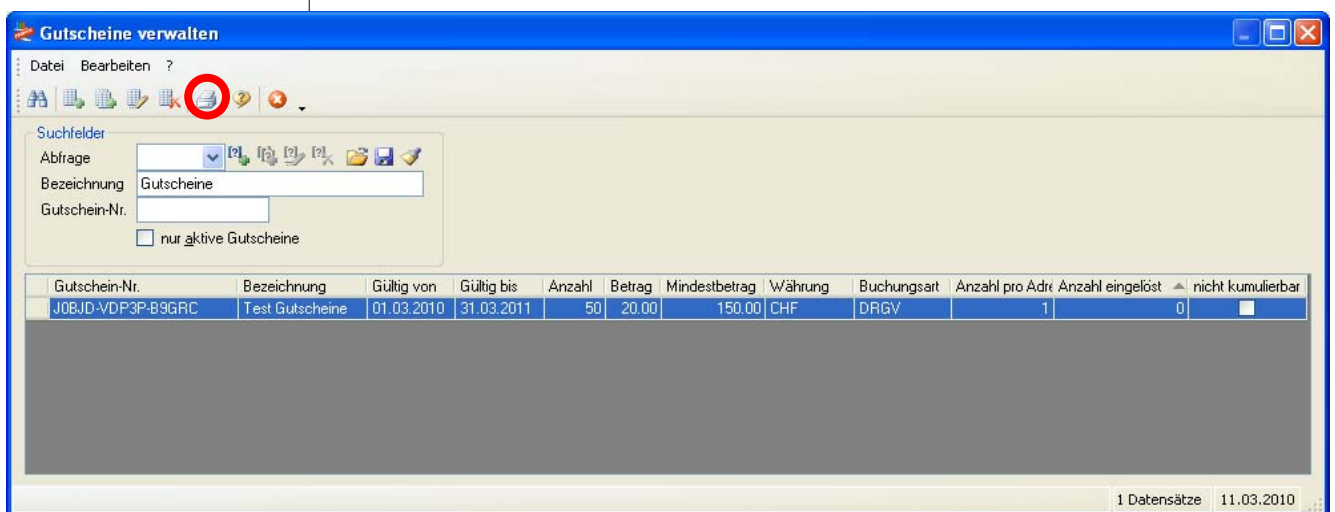 Gutscheine verwalten
Datei Bearbeiten ?
Suchfelder
Abfrage
Bezeichnung Gutscheine
Gutschein-Nr.
nur aktive Gutscheine
Gutschein-Nr. Bezeichnung Gültig von Gültig bis Anzahl Betrag Mindestbetrag Währung Buchungsart Anzahl pro Adre Anzahl eingelöst nicht kumulierbar
J0BJD-VDP3P-B9GRC Test Gutscheine 01.03.2010 31.03.2011 50 20.00 150.00 CHF DRGV 1 0
1 Datensätze 11.03.2010